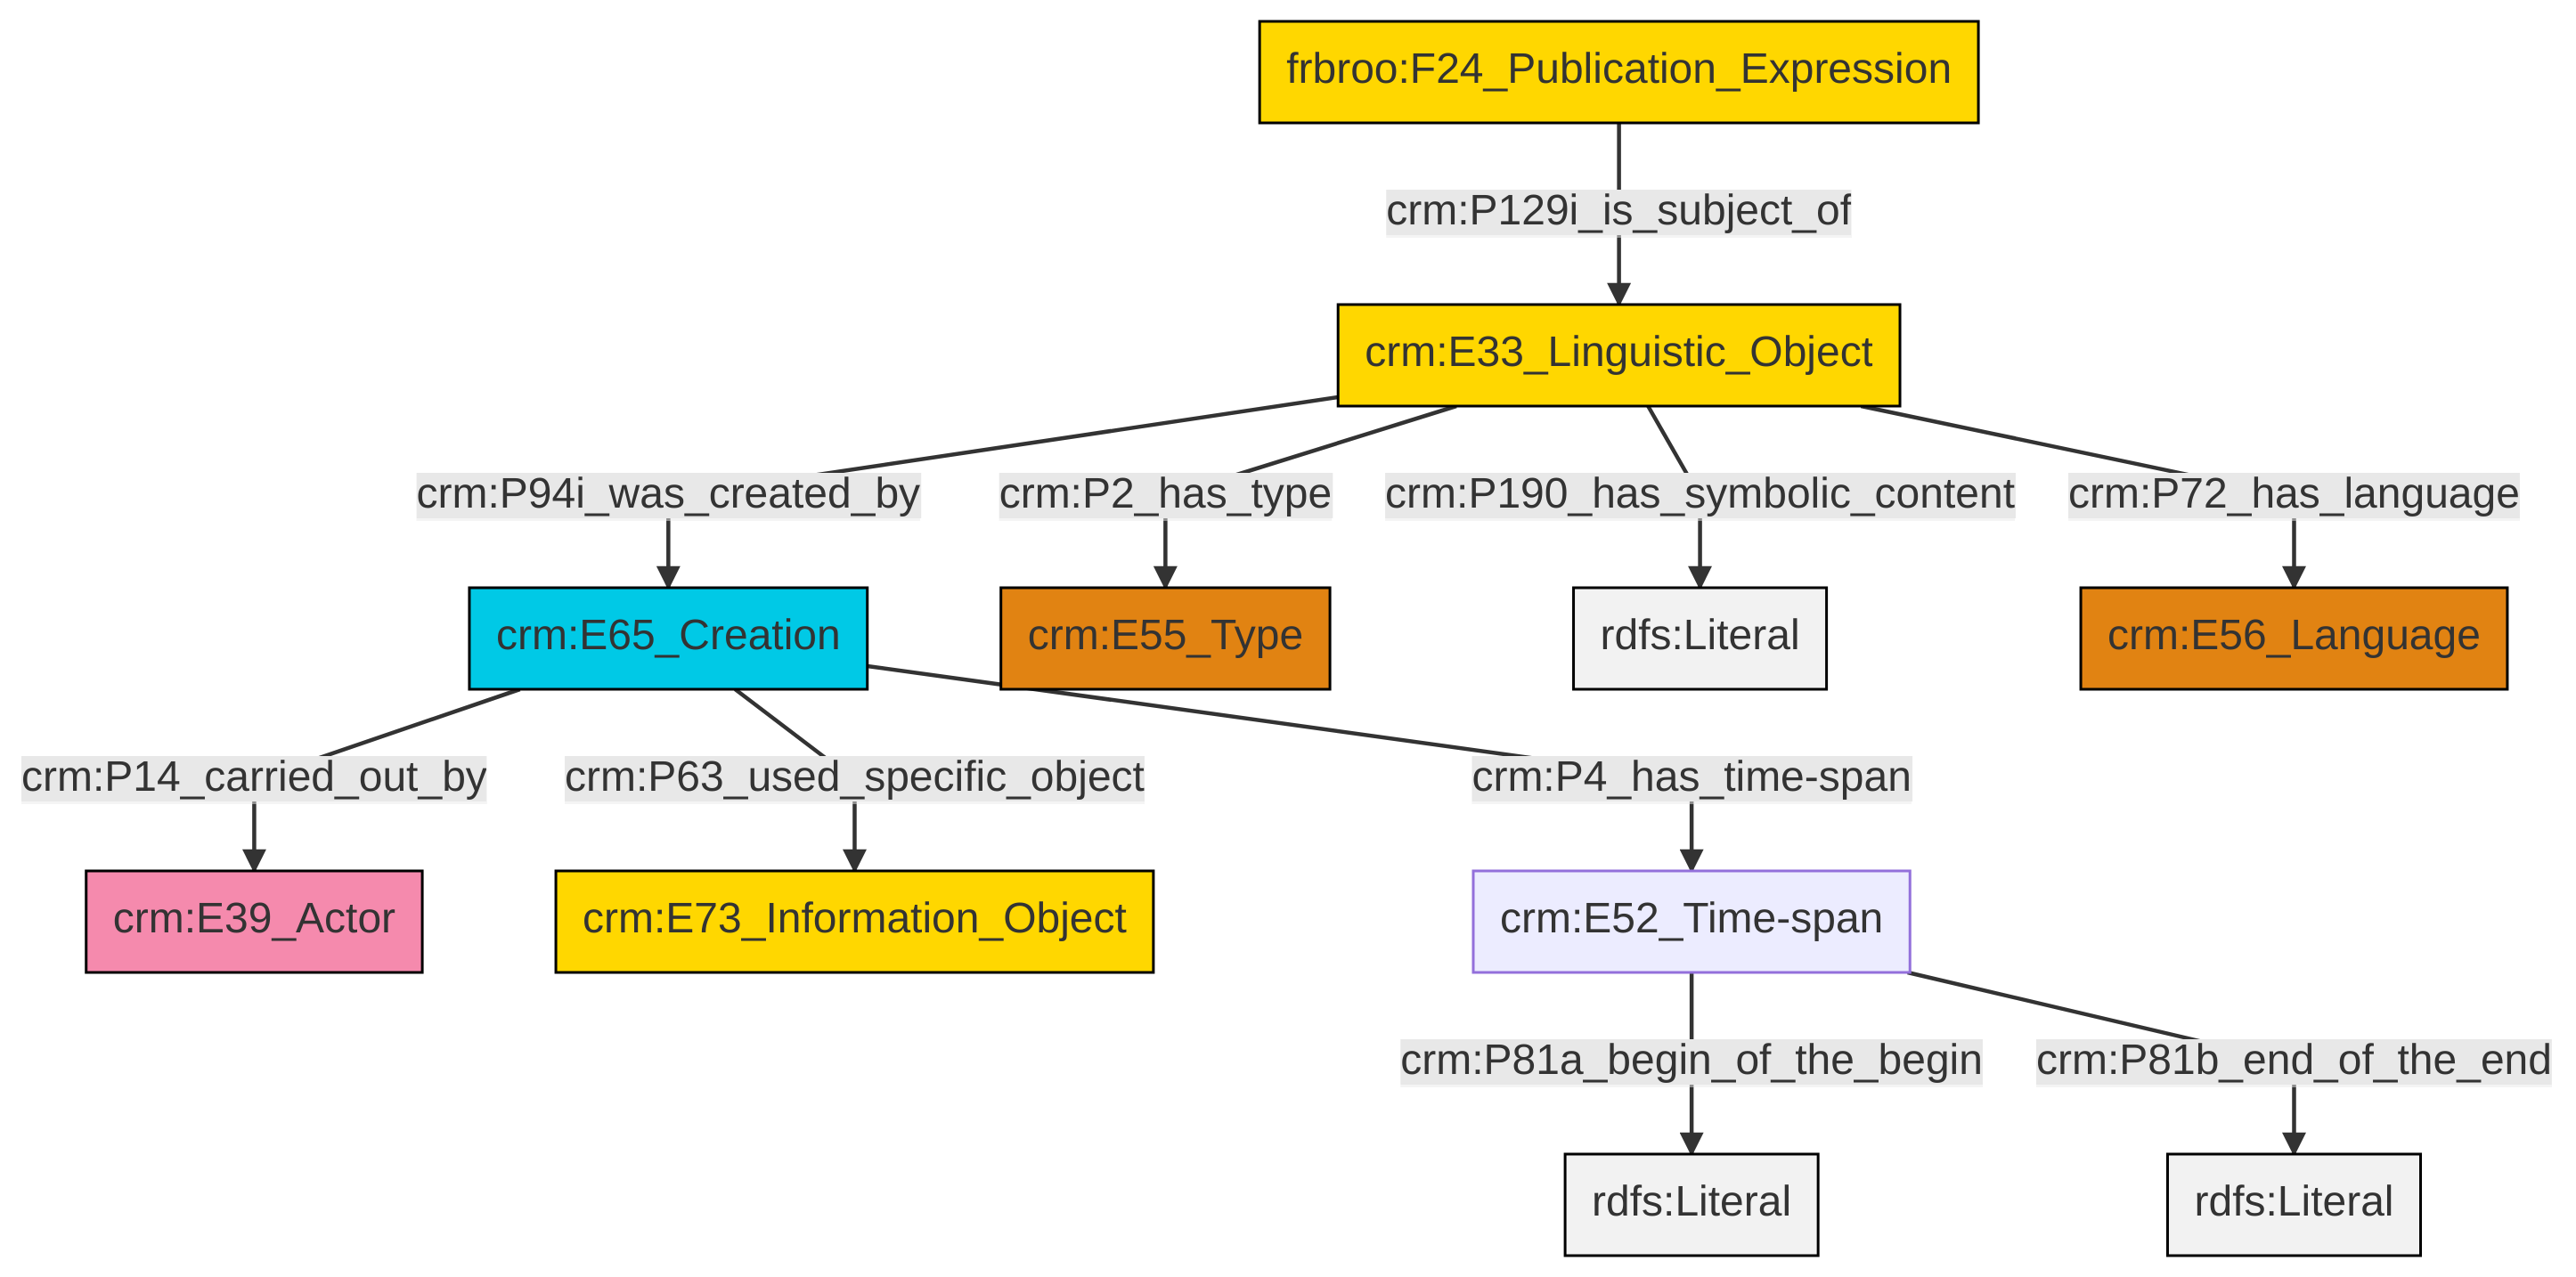 frbroo:F24_Publication_Expression
crm:P129i_is_subject_of
crm:E33_Linguistic_Object
crm:P94i_was_created_by
crm:P2_has_type
crm:P190_has_symbolic_content
crm:P72_has_language
crm:E65_Creation
crm:E55_Type
rdfs:Literal
crm:E56_Language
crm:P14_carried_out_by
crm:P63_used_specific_object
crm:P4_has_time-span
crm:E39_Actor
crm:E73_Information_Object
crm:E52_Time-span
crm:P81a_begin_of_the_begin
crm:P81b_end_of_the_end
rdfs:Literal
rdfs:Literal